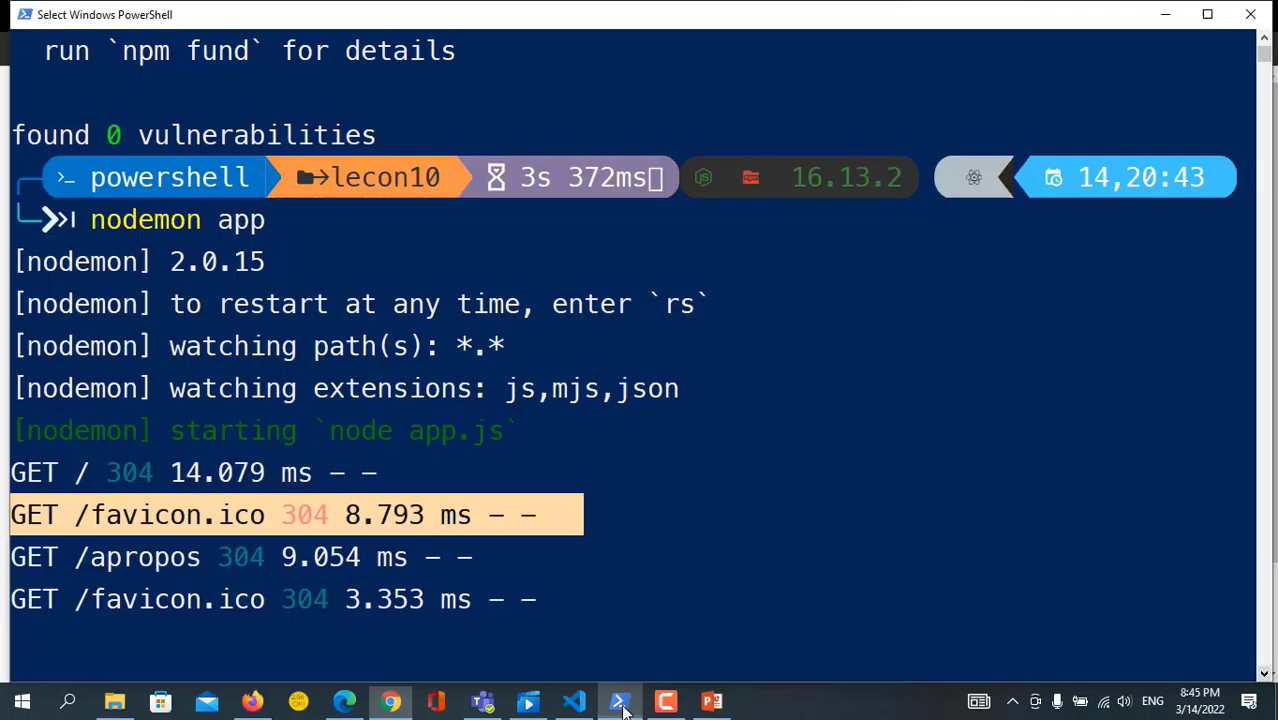 Select Windows PowerShell
run `npm fund` for details
found 0 vulnerabilities
powershell lecon10 3s 372ms 16.13.2 14,20:43
nodemon app
[nodemon] 2.0.15
[nodemon] to restart at any time, enter `rs`
[nodemon] watching path(s): *.*
[nodemon] watching extensions: js,mjs,json
[nodemon] starting `node app.js`
GET / 304 14.079 ms - -
GET /favicon.ico 304 8.793 ms - -
GET /apropos 304 9.054 ms - -
GET /favicon.ico 304 3.353 ms - -
ENG
8:45 PM
3/14/2022